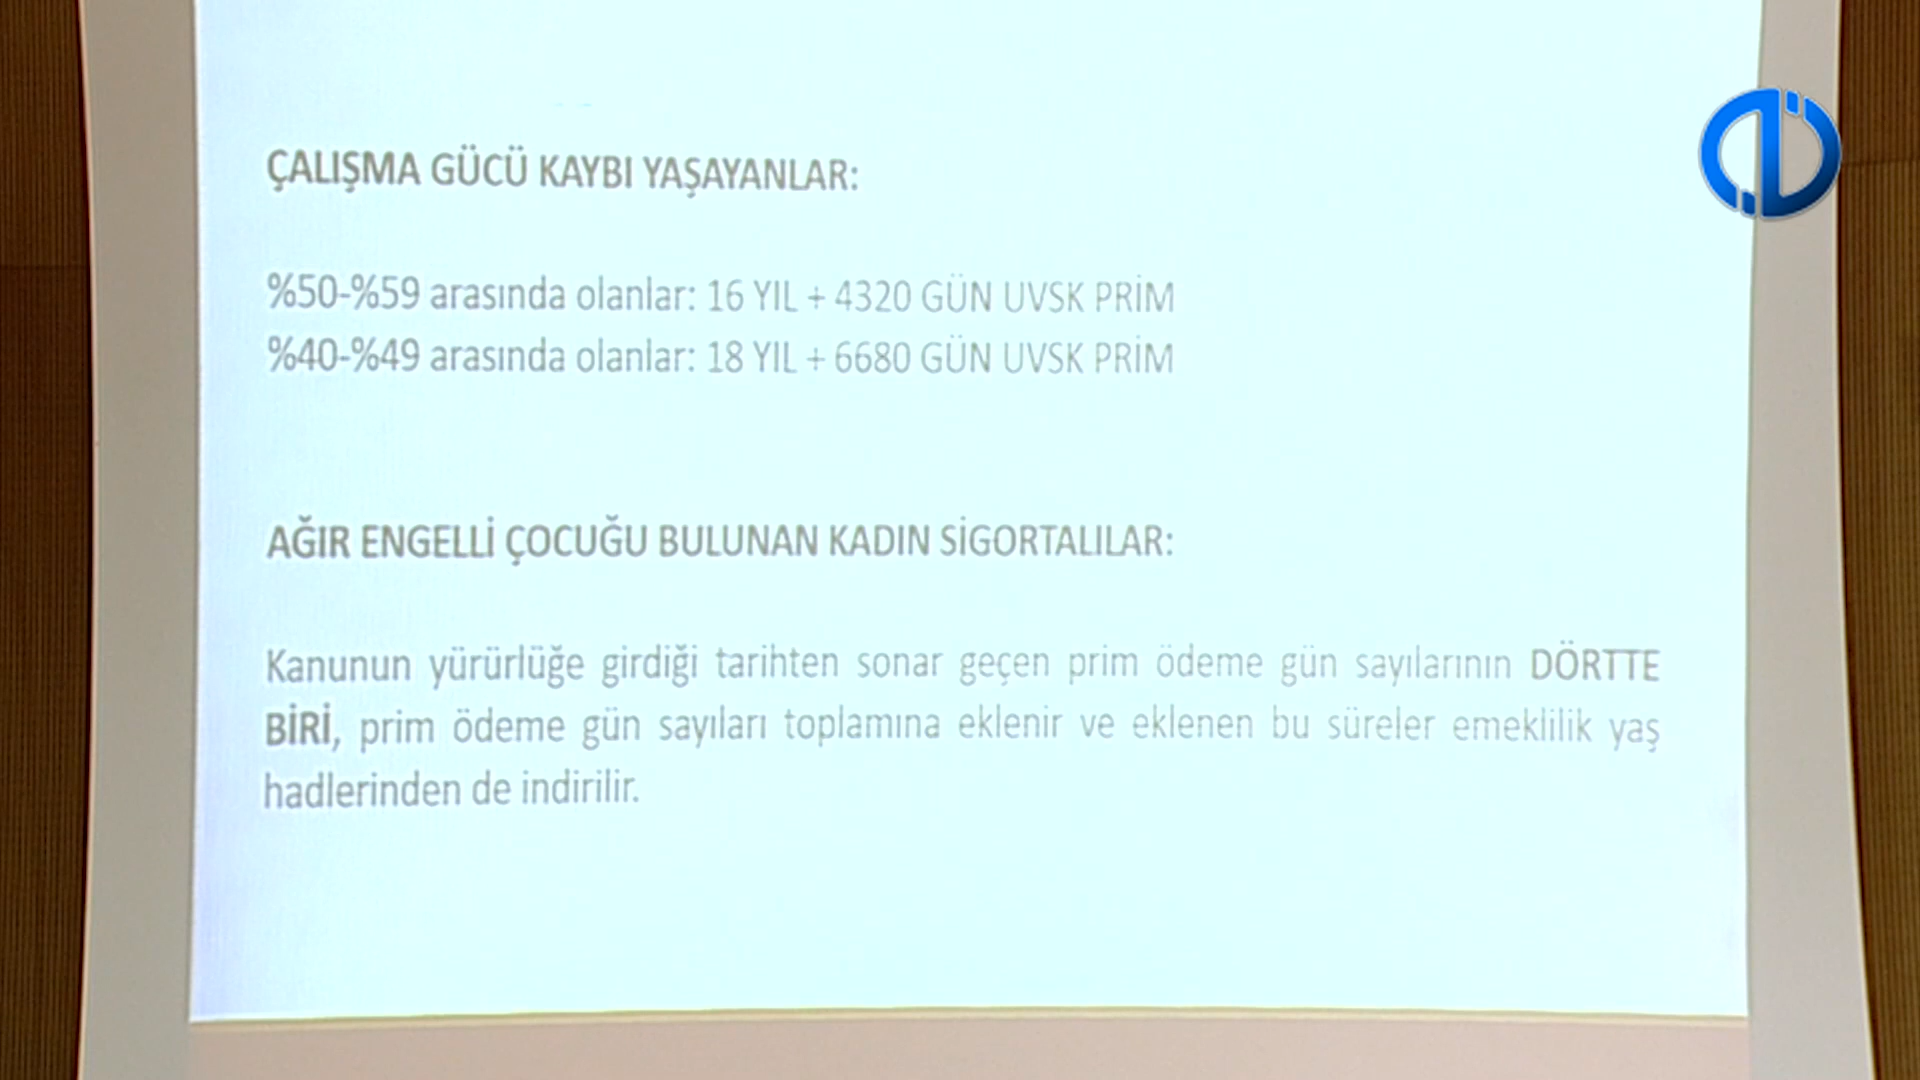 ÇALIŞMA GÜCÜ KAYBI YAŞAYANLAR:
%50-%59 arasında olanlar: 16 YIL + 4320 GÜN UVSK PRİM
%40-%49 arasında olanlar: 18 YIL + 6680 GÜN UVSK PRİM
AĞIR ENGELLİ ÇOCUĞU BULUNAN KADIN SİGORTALILAR:
Kanunun yürürlüğe girdiği tarihten sonar geçen prim ödeme gün sayılarının DÖRTTE
BİRİ, prim ödeme gün sayıları toplamına eklenir ve eklenen bu süreler emeklilik yaş
hadlerinden de indirilir.